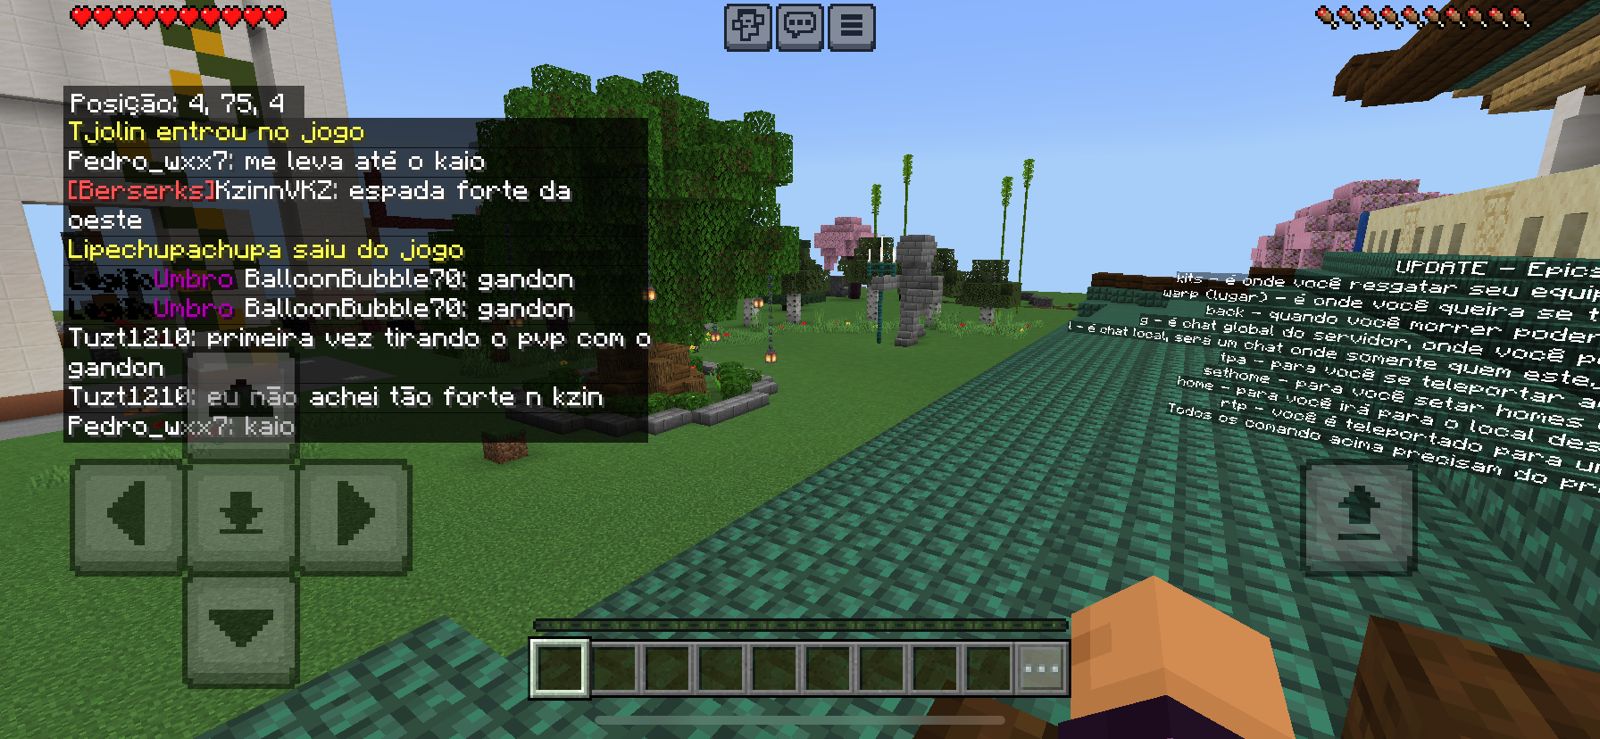 Posição: 4, 75, 4
Tjolin entrou no jogo
Pedro_wxx7: me leva até o kaio
[Berserks]KzinnVKZ: espada forte da
oeste
Lipechupachupa saiu do jogo
Umbro BalloonBubble70: gandon
Umbro BalloonBubble70: gandon
Tuzt1210: primeira vez tirando o pvp com o
gandon
Tuzt1210: eu não achei tão forte n kzin
Pedro_wxx7: kaio
UPDATE - Epic
kits - é onde você resgatar seu equi
warp (lugar) - é onde você queira se t
back - quando você morrer poder
g - é chat global do servidor, onde você p
l - é chat local, será um chat onde somente quem este
tpa - para você se teleportar a
sethome - para você setar homes
home - para você irá para o local des
rtp - você é teleportado para u
Todos os comando acima precisam do pr